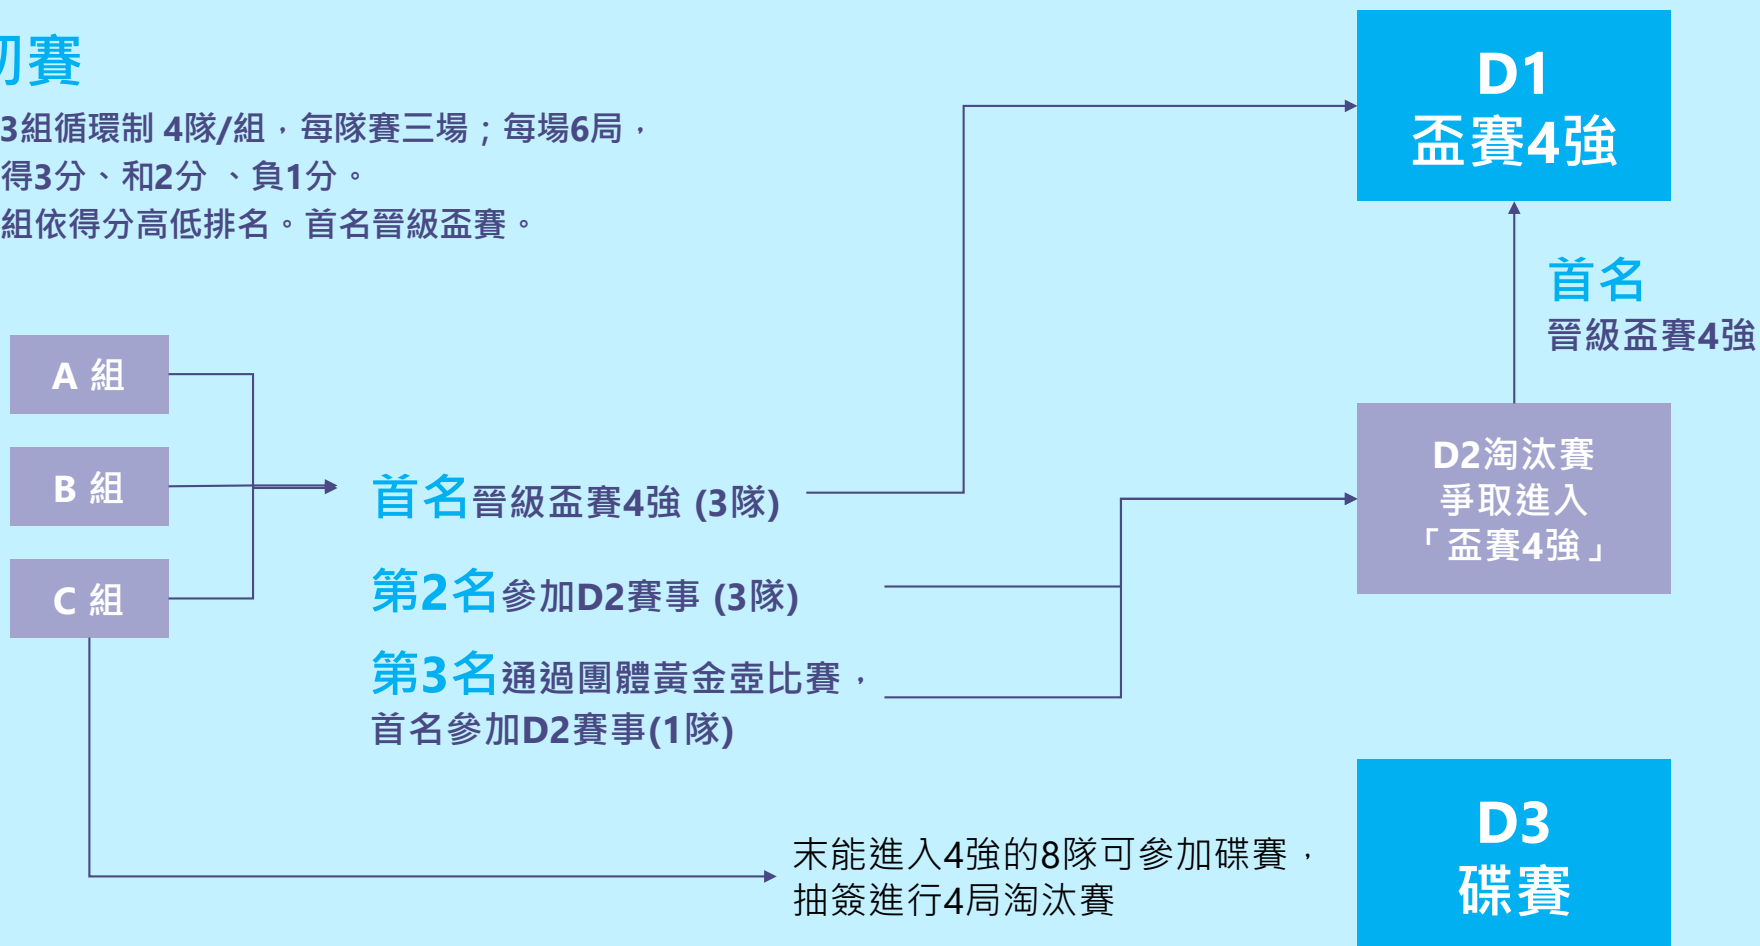 初賽
3組循環制 4隊/組，每隊賽三場；每場6局，
得3分、和2分 、負1分。
組依得分高低排名。首名晉級盃賽。
D1
盃賽4強
首名
晉級盃賽4強
A 組
B 組
C 組
首名晉級盃賽4強 (3隊)
第2名參加D2賽事 (3隊)
第3名通過團體黃金壺比賽，
首名參加D2賽事(1隊)
D2淘汰賽
爭取進入
「盃賽4強」
末能進入4強的8隊可參加碟賽，
抽簽進行4局淘汰賽
D3
碟賽